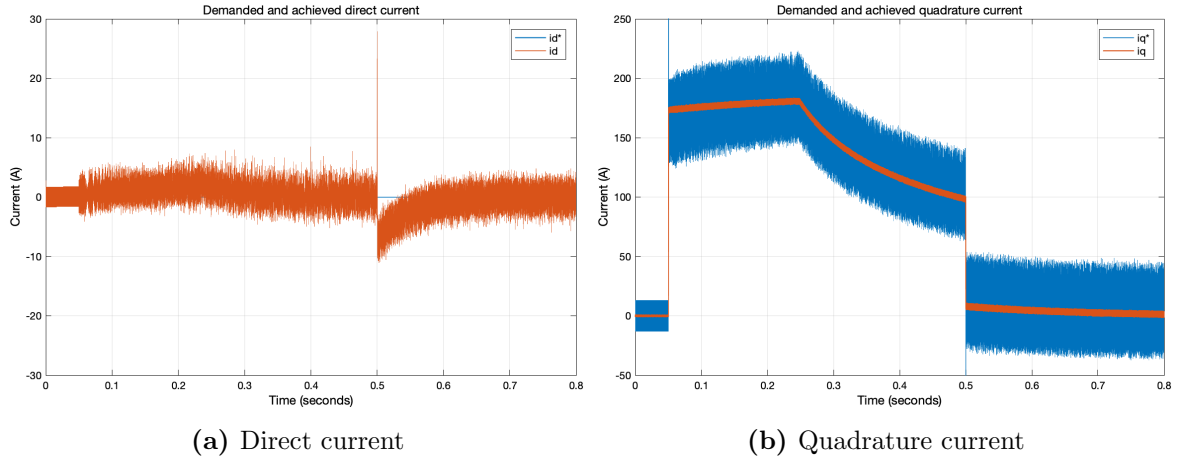 Demanded and achieved direct current
30
20
10
0
-10
-20
-30
Current (A)
0
0.1
0.2
0.3
0.4
0.5
0.6
0.7
0.8
Time (seconds)
id*
id
(a) Direct current
Demanded and achieved quadrature current
250
200
150
100
50
0
-50
Current (A)
0.1
0.2
0.3
0.4
0.5
0.6
0.7
0.8
Time (seconds)
iq*
iq
(b) Quadrature current